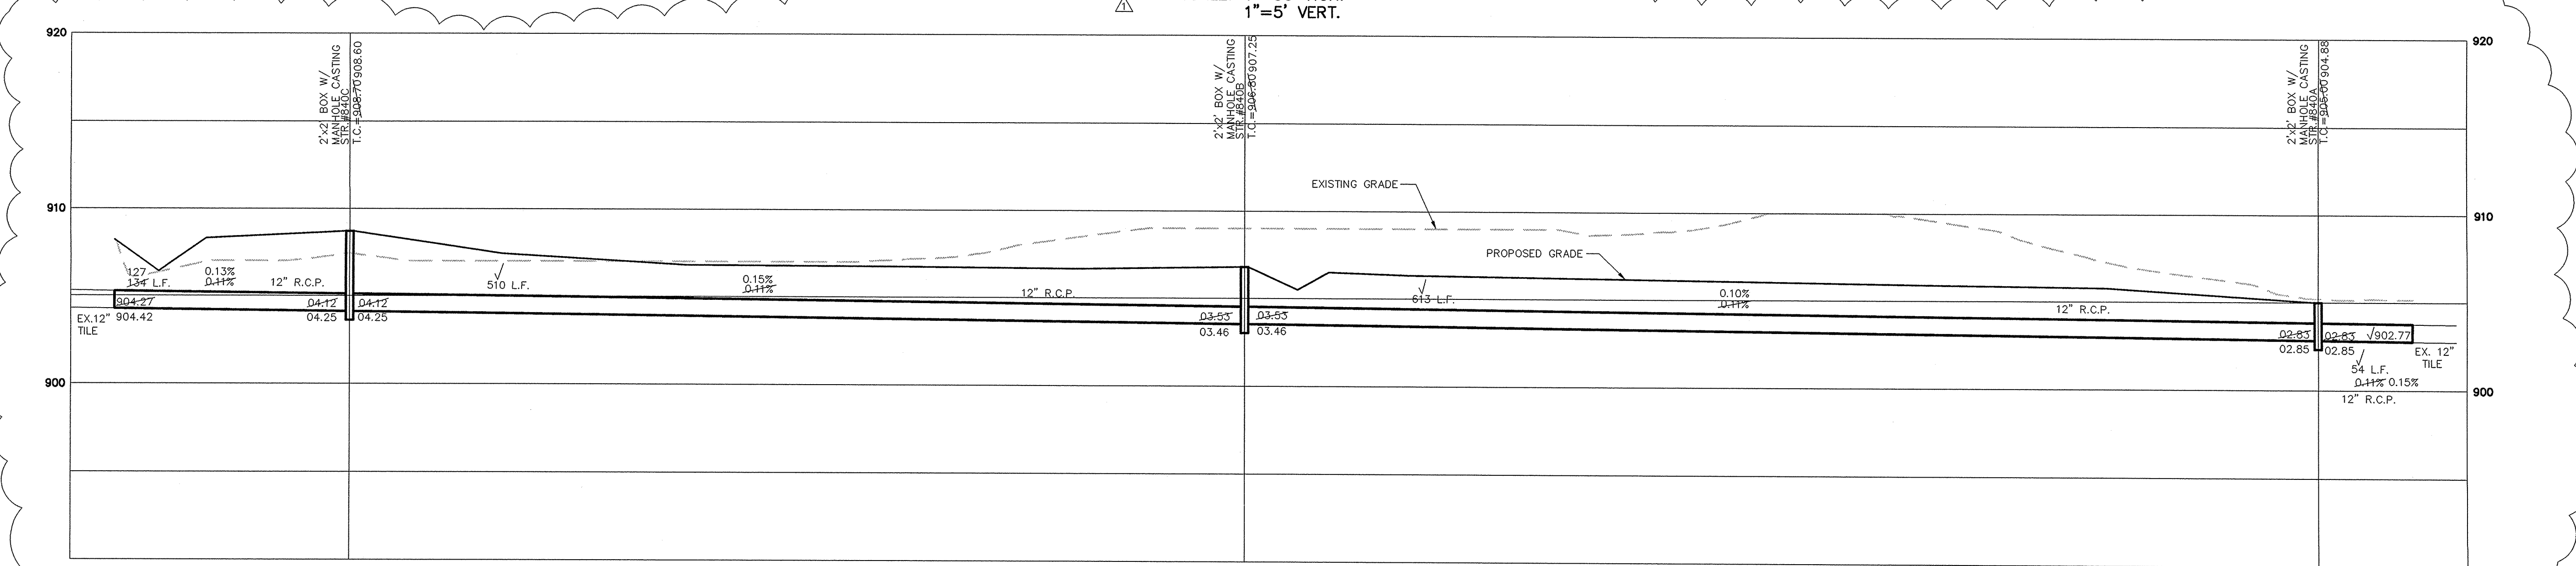 1"=5' VERT.
1
920
920
2'x2' BOX W/
MANHOLE CASTING
STR.#840C
T.C.=908.70 908.60
2'x2' BOX W/
MANHOLE CASTING
STR.#840B
T.C.=906.80 907.25
2'x2' BOX W/
MANHOLE CASTING
STR.#840A
T.C.=905.00 904.88
EXISTING GRADE
910
910
PROPOSED GRADE
127
134 L.F.
0.13%
0.11%
12" R.C.P.
510 L.F.
0.15%
0.11%
12" R.C.P.
613 L.F.
0.10%
0.11%
12" R.C.P.
904.27
904.42
EX.12"
TILE
04.12
04.12
04.25
04.25
03.53
03.53
03.46
03.46
02.83
02.83
√902.77
02.85
02.85
EX. 12"
TILE
54 L.F.
0.11% 0.15%
12" R.C.P.
900
900